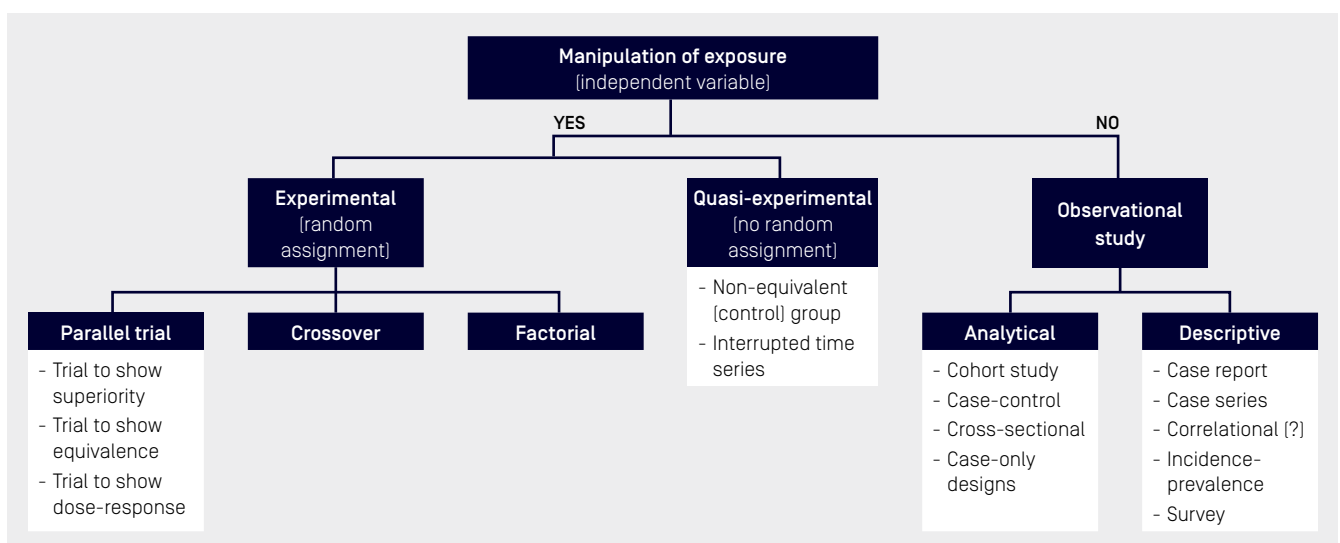 Manipulation of exposure
(independent variable)
YES
NO
Experimental
(random
assignment)
Quasi-experimental
(no random
assignment)
- Non-equivalent
(control) group
- Interrupted time
series
Observational
study
Parallel trial
- Trial to show
superiority
- Trial to show
equivalence
- Trial to show
dose-response
Crossover
Factorial
Analytical
- Cohort study
- Case-control
- Cross-sectional
- Case-only
designs
Descriptive
- Case report
- Case series
- Correlational (?)
- Incidence-
prevalence
- Survey